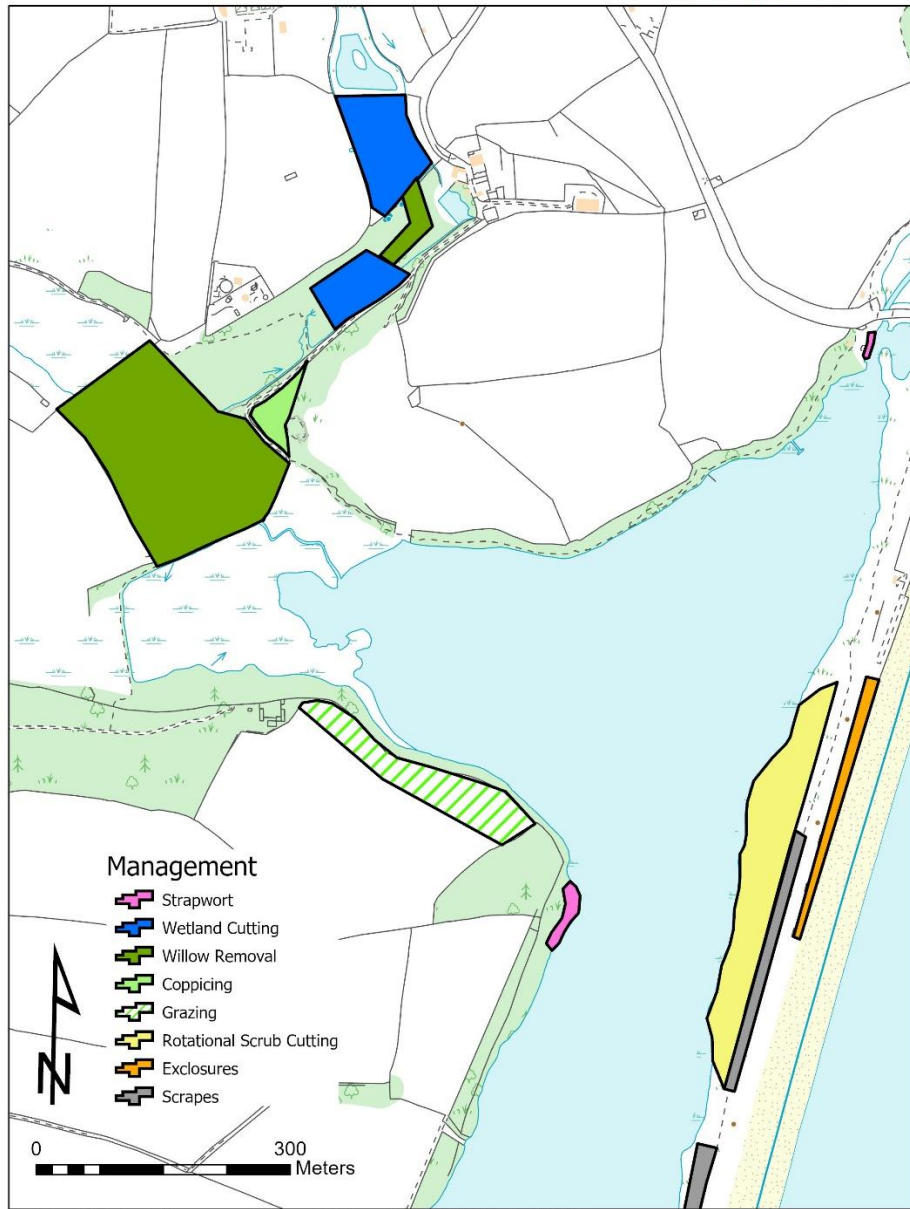 Management
Strapwort
Wetland Cutting
Willow Removal
Coppicing
Grazing
Rotational Scrub Cutting
Exclosures
Scrapes
N
0 300
Meters